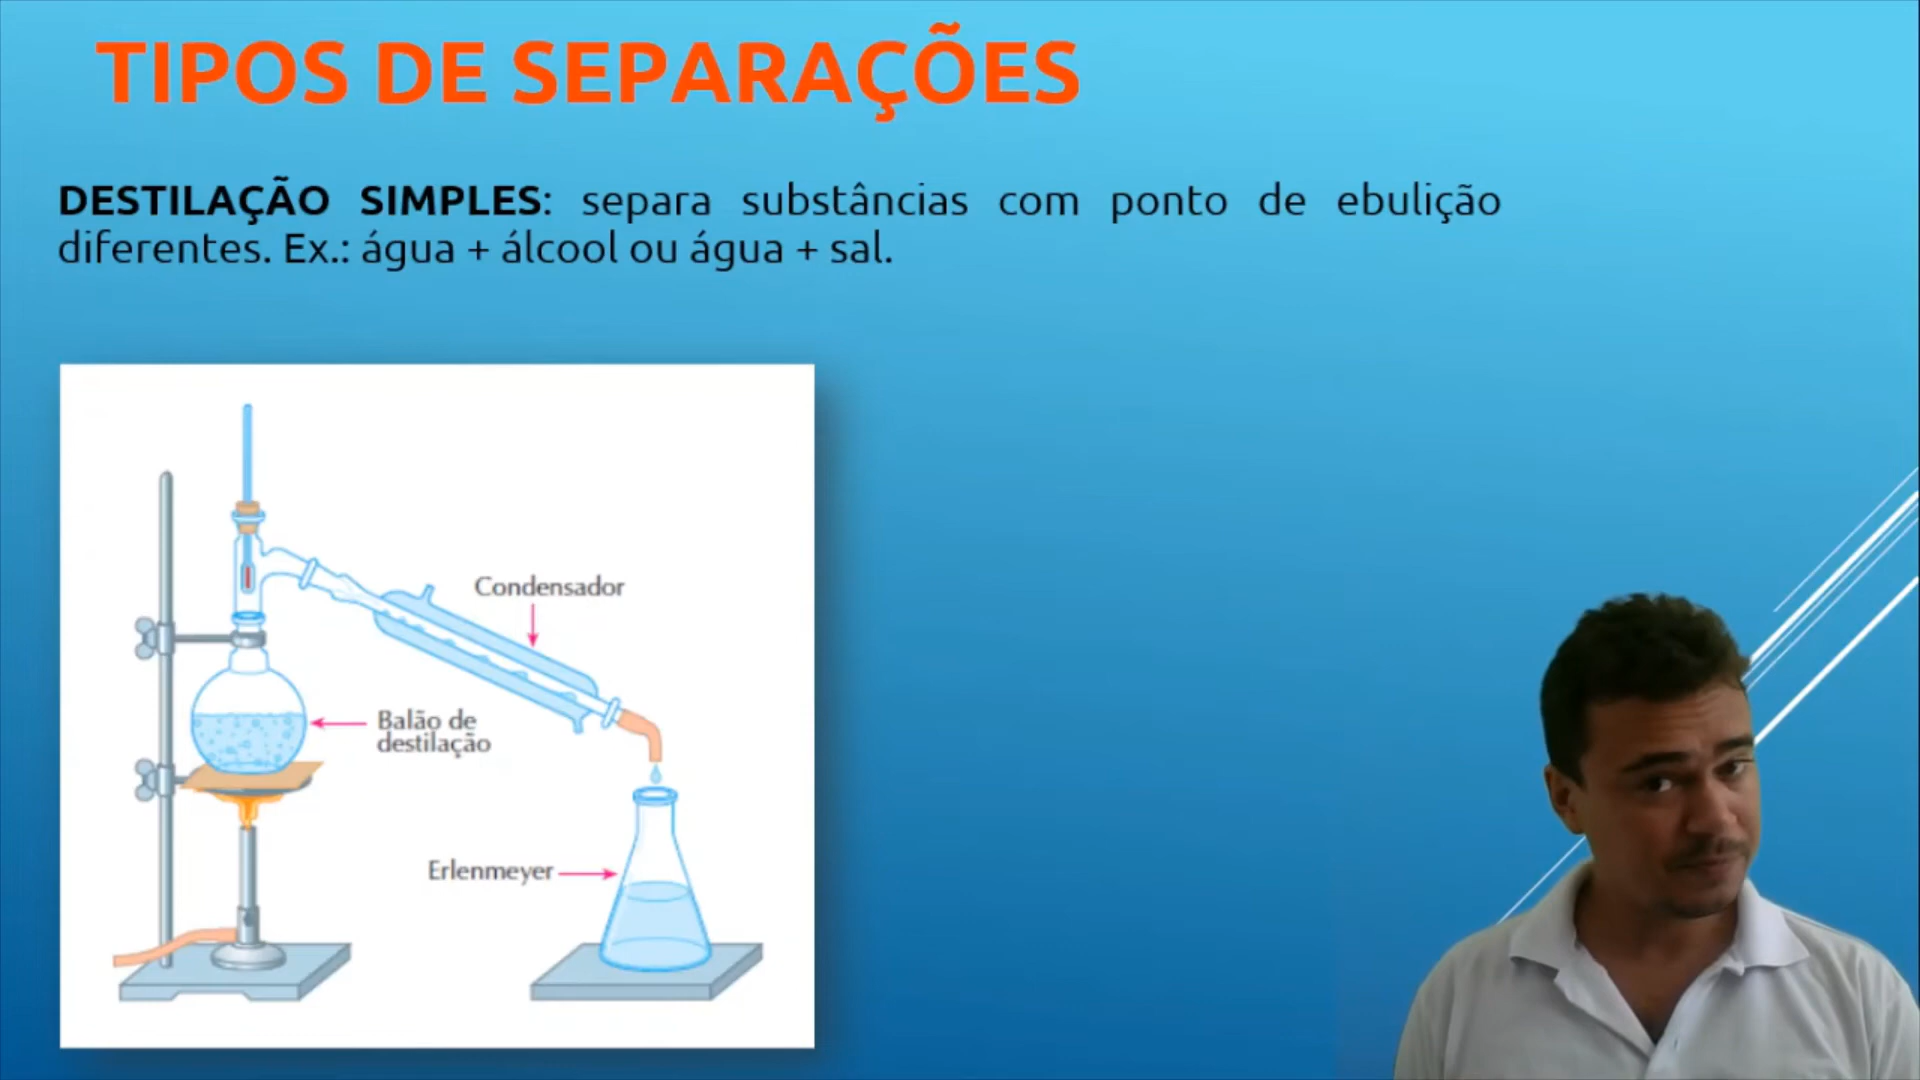 TIPOS DE SEPARAÇÕES
DESTILAÇÃO SIMPLES: separa substâncias com ponto de ebulição
diferentes. Ex.: água + álcool ou água + sal.
Condensador
Balão de
destilação
Erlenmeyer